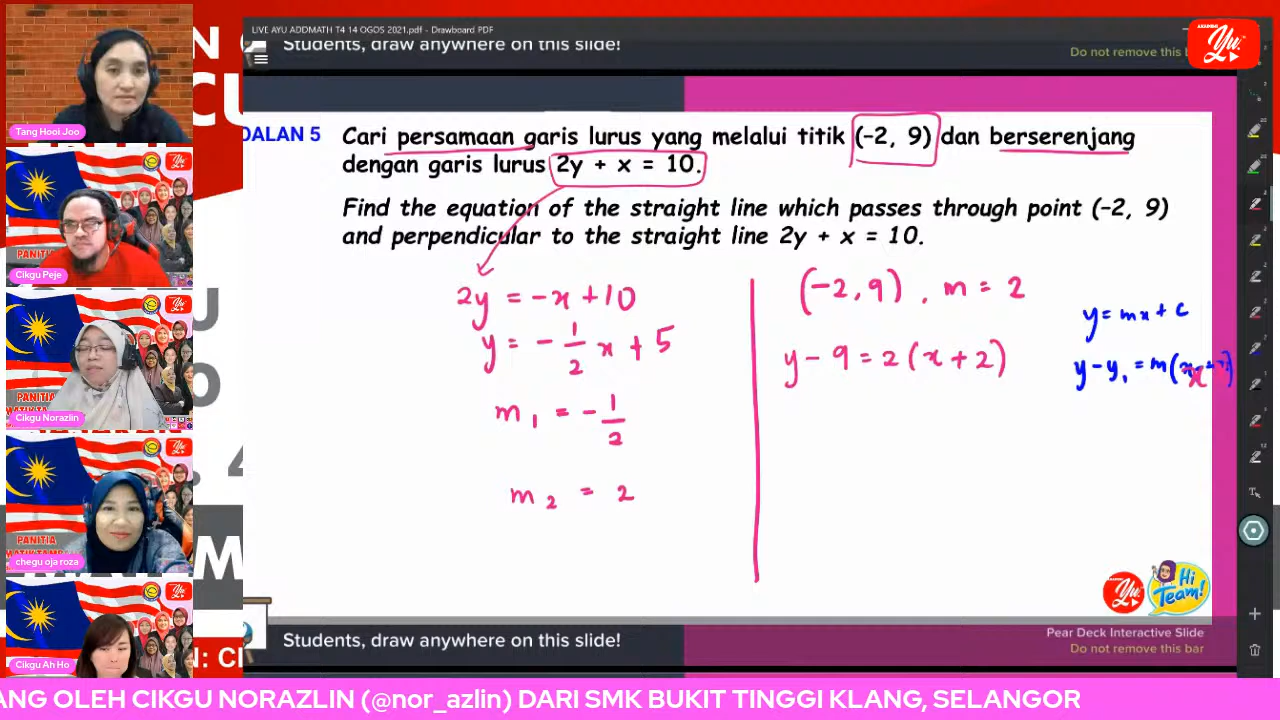 LIVE AYU ADDMATH T4 14 OGOS 2021.pdf - Drawboard PDF
Students, draw anywhere on this slide!
Do not remove this b
AKADEMI
Yu
Tang Hooi Joo
Cikgu Peje
Cikgu Norazlin
chegu oja roza
Cikgu Ah Ho
OALAN 5
Cari persamaan garis lurus yang melalui titik (-2, 9) dan berserenjang
dengan garis lurus 2y + x = 10.
Find the equation of the straight line which passes through point (-2, 9)
and perpendicular to the straight line 2y + x = 10.
2y = -x + 10
y = - 1/2 x + 5
m₁ = - 1/2
m₂ = 2
(-2, 9) , m = 2
y - 9 = 2 (x + 2)
y = mx + c
y - y₁ = m(
Hi Team!
Students, draw anywhere on this slide!
Pear Deck Interactive Slide
Do not remove this bar
ANG OLEH CIKGU NORAZLIN (@nor_azlin) DARI SMK BUKIT TINGGI KLANG, SELANGOR